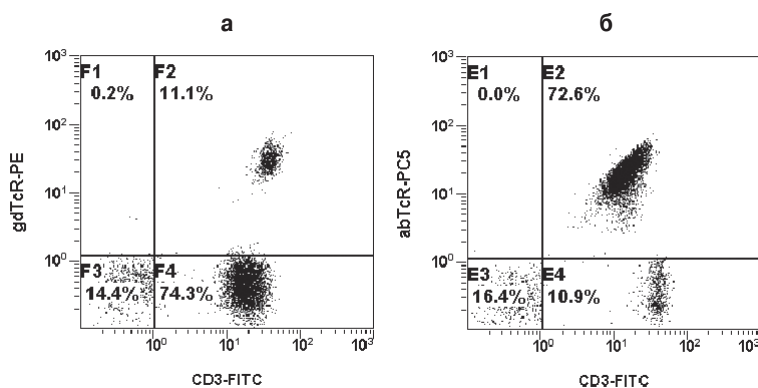 а
10³
10²
10¹
10⁰
gdTcR-PE
F1
0.2%
F2
11.1%
F3
14.4%
F4
74.3%
10⁰
10¹
10²
10³
CD3-FITC
б
10³
10²
10¹
10⁰
abTcR-PC5
E1
0.0%
E2
72.6%
E3
16.4%
E4
10.9%
10⁰
10¹
10²
10³
CD3-FITC